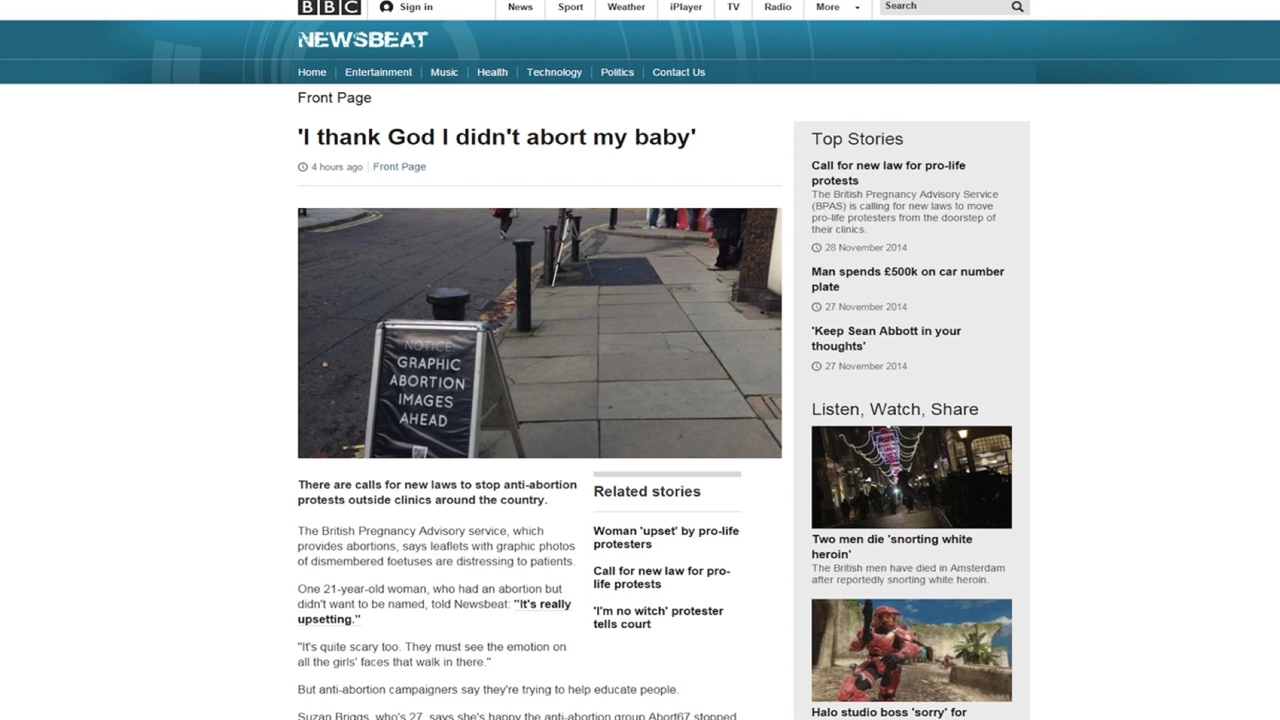 BBC Sign in News Sport Weather iPlayer TV Radio More Search
NEWSBEAT
Home Entertainment Music Health Technology Politics Contact Us
Front Page
'I thank God I didn't abort my baby'
4 hours ago Front Page
NOTICE:
GRAPHIC
ABORTION
IMAGES
AHEAD
There are calls for new laws to stop anti-abortion
protests outside clinics around the country.
The British Pregnancy Advisory service, which
provides abortions, says leaflets with graphic photos
of dismembered foetuses are distressing to patients.
One 21-year-old woman, who had an abortion but
didn't want to be named, told Newsbeat: "It's really
upsetting."
"It's quite scary too. They must see the emotion on
all the girls' faces that walk in there."
But anti-abortion campaigners say they're trying to help educate people.
Suzan Briggs, who's 27, says she's happy the anti-abortion group Abort67 stopped
Related stories
Woman 'upset' by pro-life
protesters
Call for new law for pro-
life protests
'I'm no witch' protester
tells court
Top Stories
Call for new law for pro-life
protests
The British Pregnancy Advisory Service
(BPAS) is calling for new laws to move
pro-life protesters from the doorstep of
their clinics.
28 November 2014
Man spends £500k on car number
plate
27 November 2014
'Keep Sean Abbott in your
thoughts'
27 November 2014
Listen, Watch, Share
Two men die 'snorting white
heroin'
The British men have died in Amsterdam
after reportedly snorting white heroin.
Halo studio boss 'sorry' for